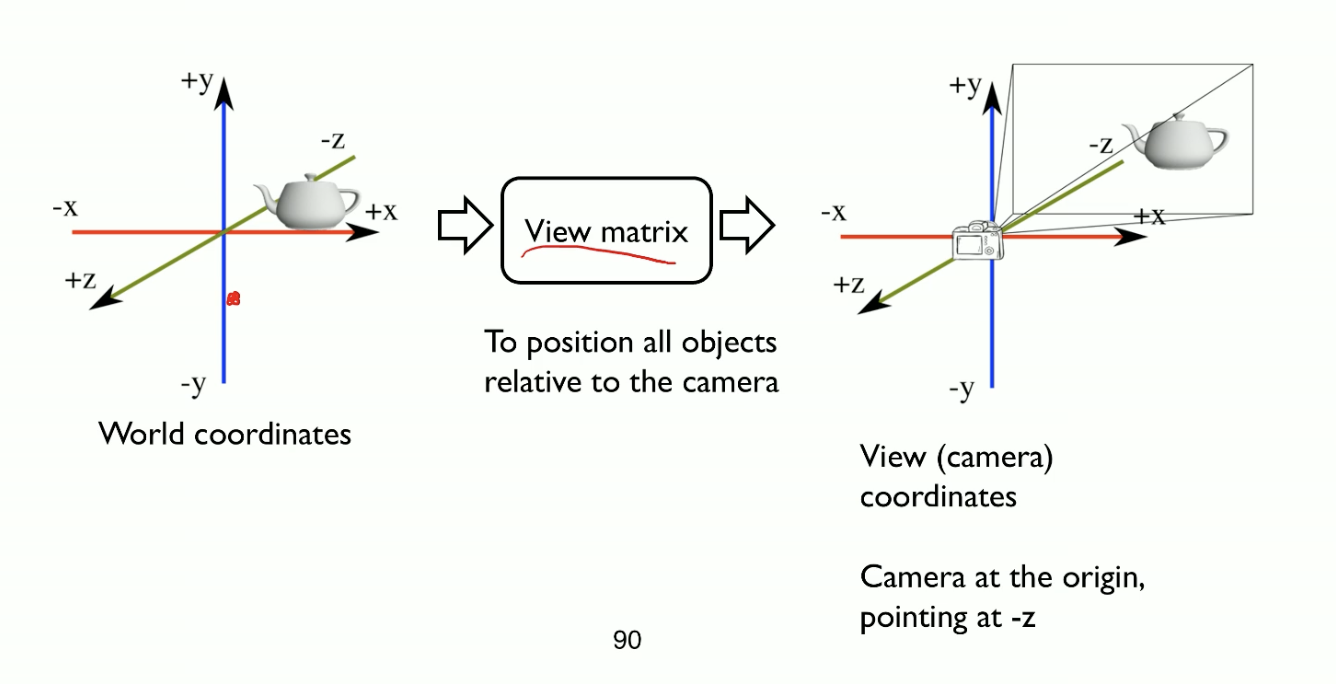 +y
-z
-x
+x
+z
-y
World coordinates
View matrix
To position all objects
relative to the camera
+y
-z
-x
+x
+z
-y
View (camera)
coordinates
Camera at the origin,
pointing at -z
90